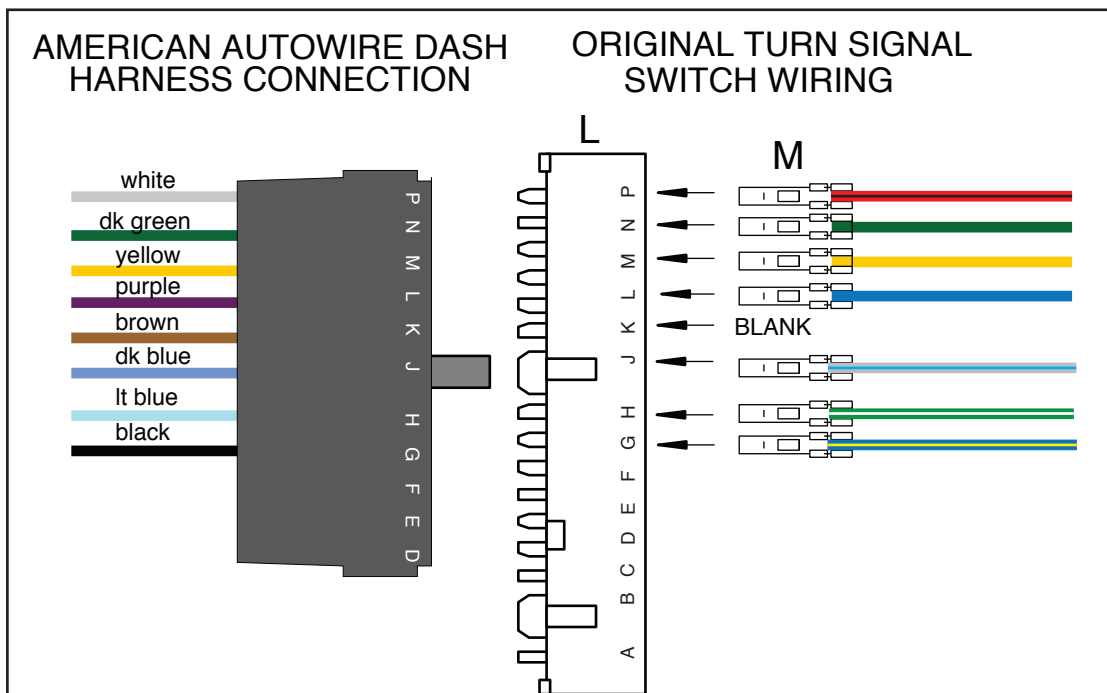 AMERICAN AUTOWIRE DASH
HARNESS CONNECTION
ORIGINAL TURN SIGNAL
SWITCH WIRING
L
M
white
dk green
yellow
purple
brown
dk blue
lt blue
black
P
N
M
L
K
J
H
G
F
E
D
P
N
M
L
K
J
H
G
F
E
D
C
B
A
BLANK